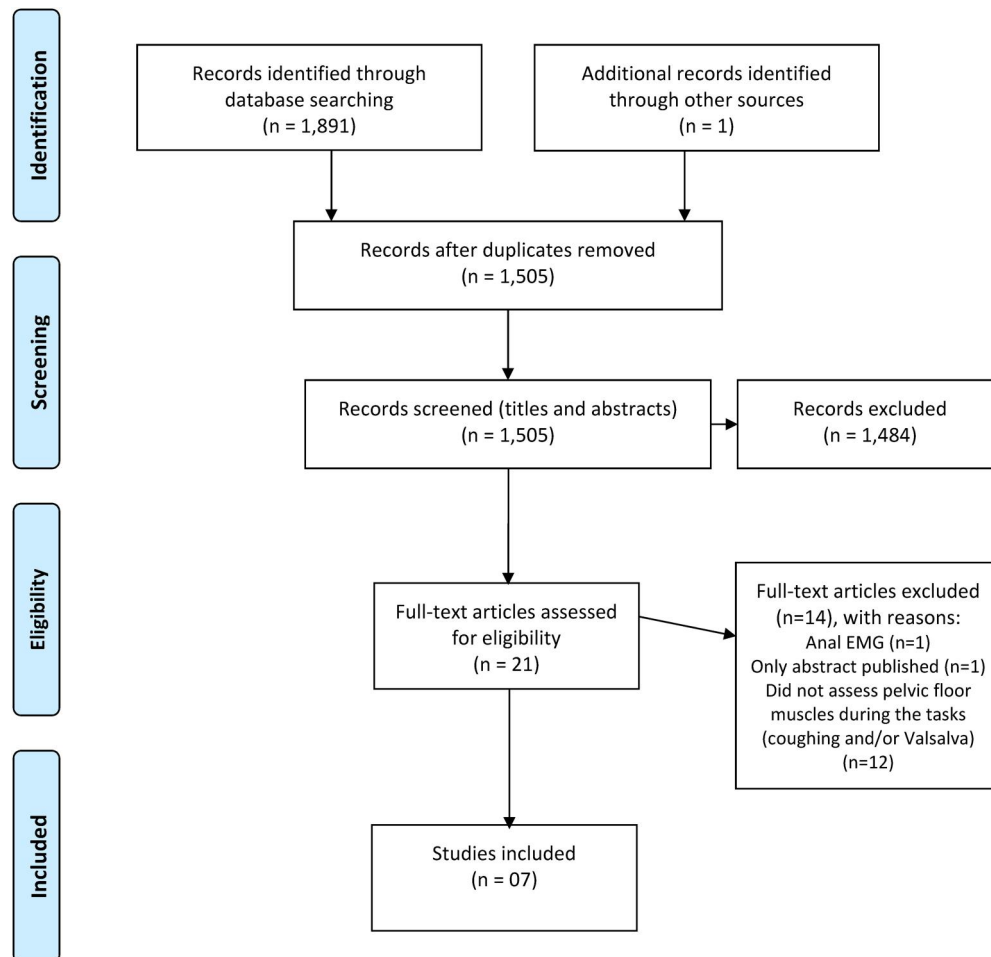 Identification
Records identified through
database searching
(n = 1,891)
Additional records identified
through other sources
(n = 1)
Records after duplicates removed
(n = 1,505)
Screening
Records screened (titles and abstracts)
(n = 1,505)
Records excluded
(n = 1,484)
Eligibility
Full-text articles assessed
for eligibility
(n = 21)
Full-text articles excluded
(n=14), with reasons:
Anal EMG (n=1)
Only abstract published (n=1)
Did not assess pelvic floor
muscles during the tasks
(coughing and/or Valsalva)
(n=12)
Included
Studies included
(n = 07)